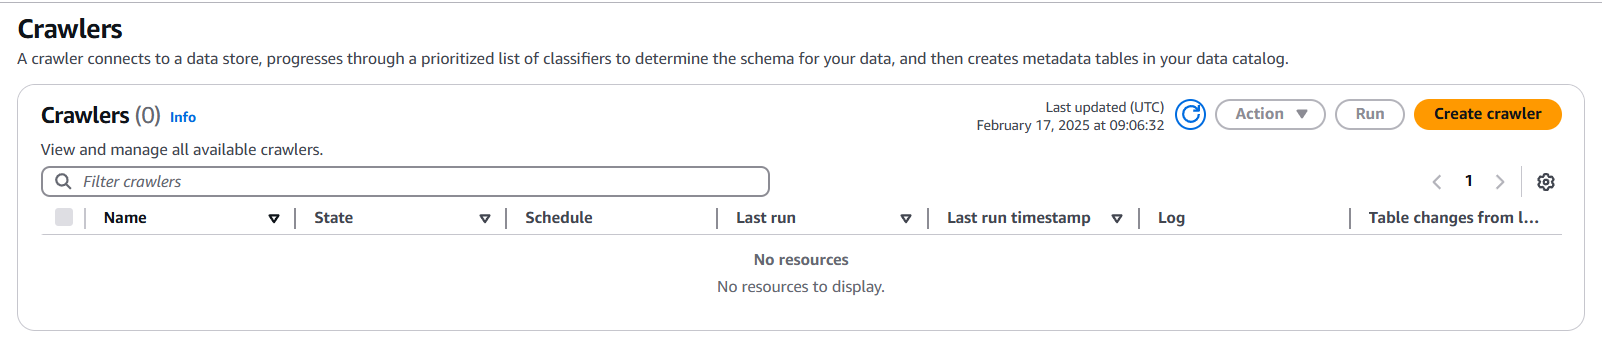 Crawlers
A crawler connects to a data store, progresses through a prioritized list of classifiers to determine the schema for your data, and then creates metadata tables in your data catalog.
Crawlers (0) Info
Last updated (UTC)
February 17, 2025 at 09:06:32
Action
Run
Create crawler
View and manage all available crawlers.
Filter crawlers
1
Name State Schedule Last run Last run timestamp Log Table changes from l...
No resources
No resources to display.